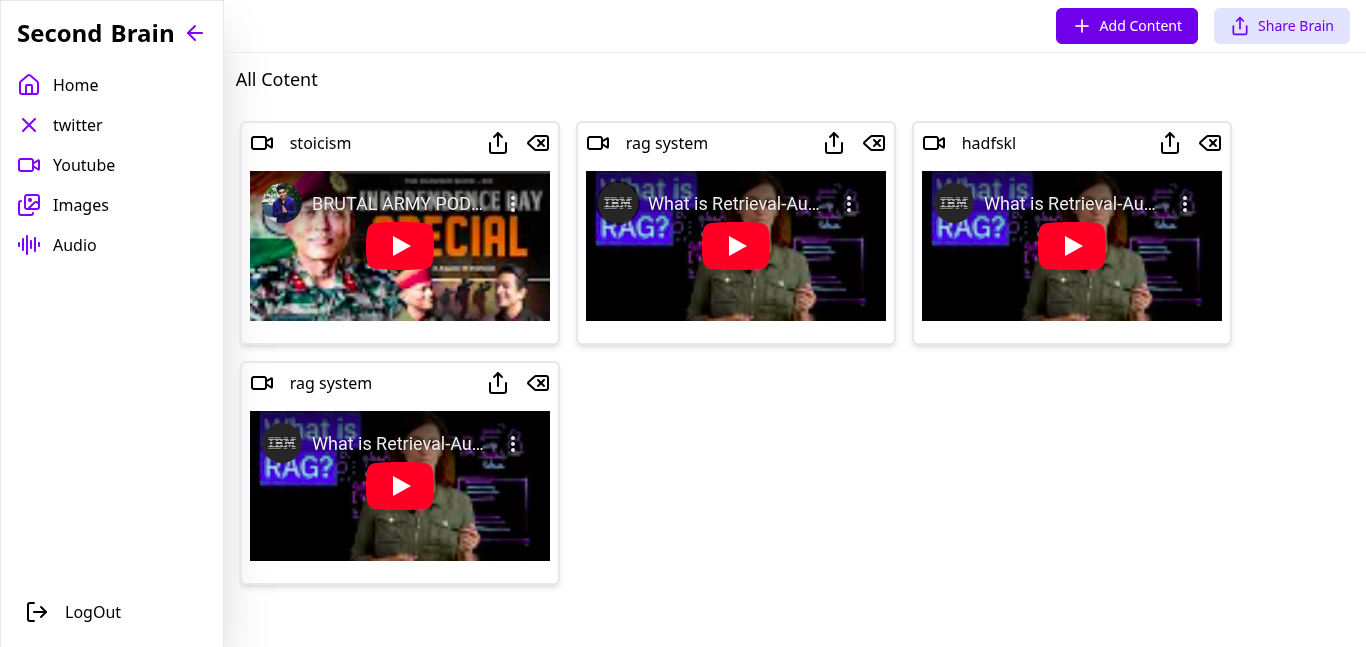 Second Brain
Add Content
Share Brain
Home
twitter
Youtube
Images
Audio
LogOut
All Cotent
stoicism
INDEPENDENCE DAY
SPECIAL
BRUTAL ARMY POD...
rag system
What is
RAG?
IBM
What is Retrieval-Au...
hadfskl
What is
RAG?
IBM
What is Retrieval-Au...
rag system
What is
RAG?
IBM
What is Retrieval-Au...